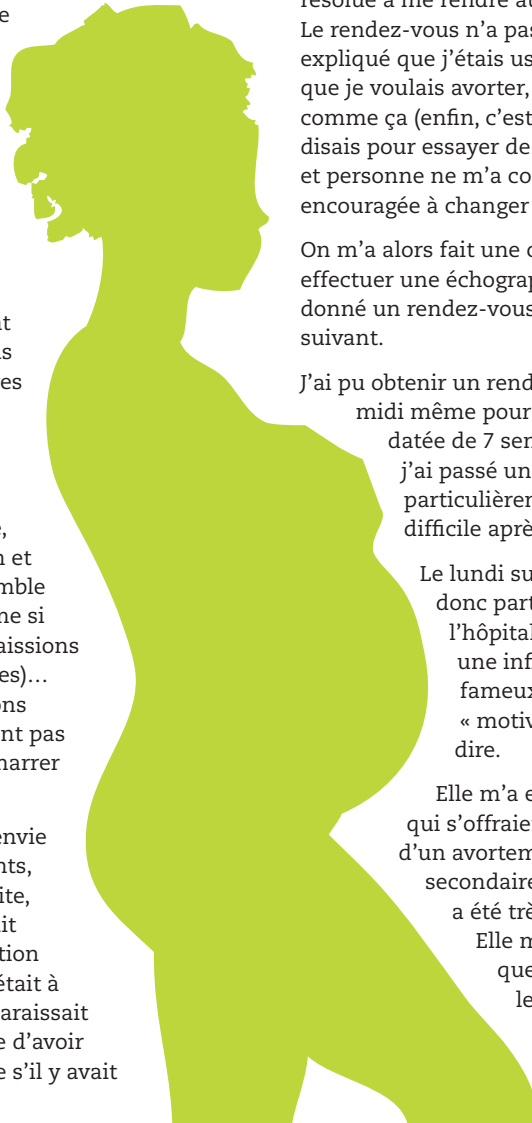 e
t
s
es
,
n et
mble
ne si
aissions
es)…
ns
nt pas
narrer
envie
nts,
ite,
it
tion
était à
araissait
e d’avoir
e s’il y avait
résolue à me rendre au
Le rendez-vous n’a pas
expliqué que j’étais us
que je voulais avorter,
comme ça (enfin, c’est
disais pour essayer de
et personne ne m’a co
encouragée à changer
On m’a alors fait une o
effectuer une échograp
donné un rendez-vous
suivant.
J’ai pu obtenir un rend
midi même pour
datée de 7 sem
j’ai passé un
particulièrem
difficile aprè
Le lundi su
donc part
l’hôpital
une inf
fameux
« motiv
dire.
Elle m’a e
qui s’offraie
d’un avortem
secondaire
a été trè
Elle m
que
le